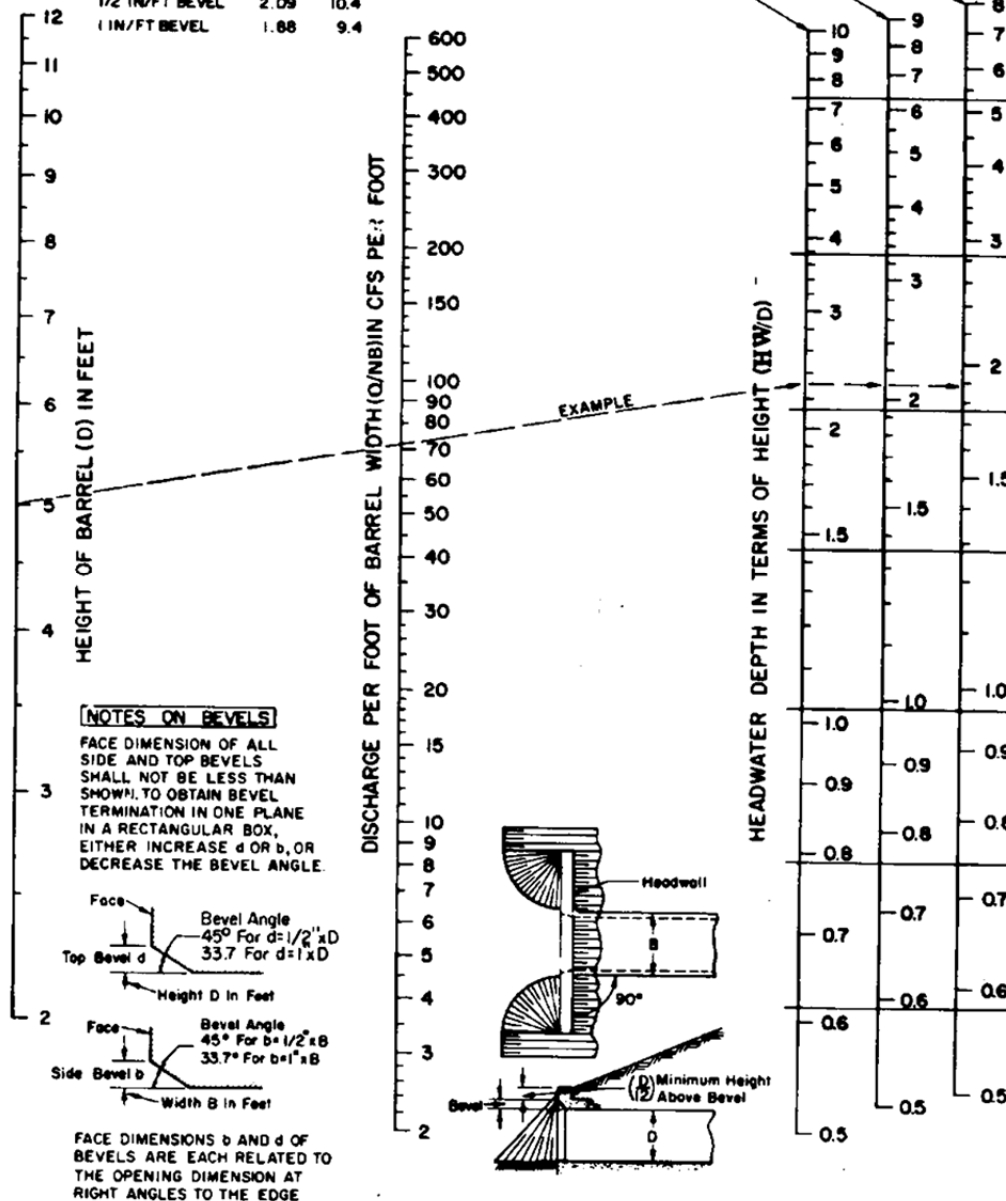 1/2 IN/FT BEVEL 2.09 10.4
1 IN/FT BEVEL 1.88 9.4
12
11
10
9
8
7
6
5
4
3
2
HEIGHT OF BARREL (D) IN FEET
600
500
400
300
200
150
100
90
80
70
60
50
40
30
20
15
10
9
8
7
6
5
4
3
2
DISCHARGE PER FOOT OF BARREL WIDTH (Q/NB) IN CFS PER FOOT
EXAMPLE
HEADWATER DEPTH IN TERMS OF HEIGHT (HW/D)
10
9
8
7
6
5
4
3
2
1.5
1.0
0.9
0.8
0.7
0.6
0.5
9
8
7
6
5
4
3
2
1.5
1.0
0.9
0.8
0.7
0.6
0.5
8
7
6
5
4
3
2
1.5
1.0
0.9
0.8
0.7
0.6
0.5
NOTES ON BEVELS
FACE DIMENSION OF ALL
SIDE AND TOP BEVELS
SHALL NOT BE LESS THAN
SHOWN. TO OBTAIN BEVEL
TERMINATION IN ONE PLANE
IN A RECTANGULAR BOX,
EITHER INCREASE d OR b, OR
DECREASE THE BEVEL ANGLE.
Face
Bevel Angle
45° For d=1/2"xD
33.7 For d=1"xD
Top Bevel d
Height D In Feet
Face
Bevel Angle
45° For b=1/2"xB
33.7° For b=1"xB
Side Bevel b
Width B In Feet
FACE DIMENSIONS b AND d OF
BEVELS ARE EACH RELATED TO
THE OPENING DIMENSION AT
RIGHT ANGLES TO THE EDGE
Headwall
B
90°
(D/12) Minimum Height
Above Bevel
Bevel
D